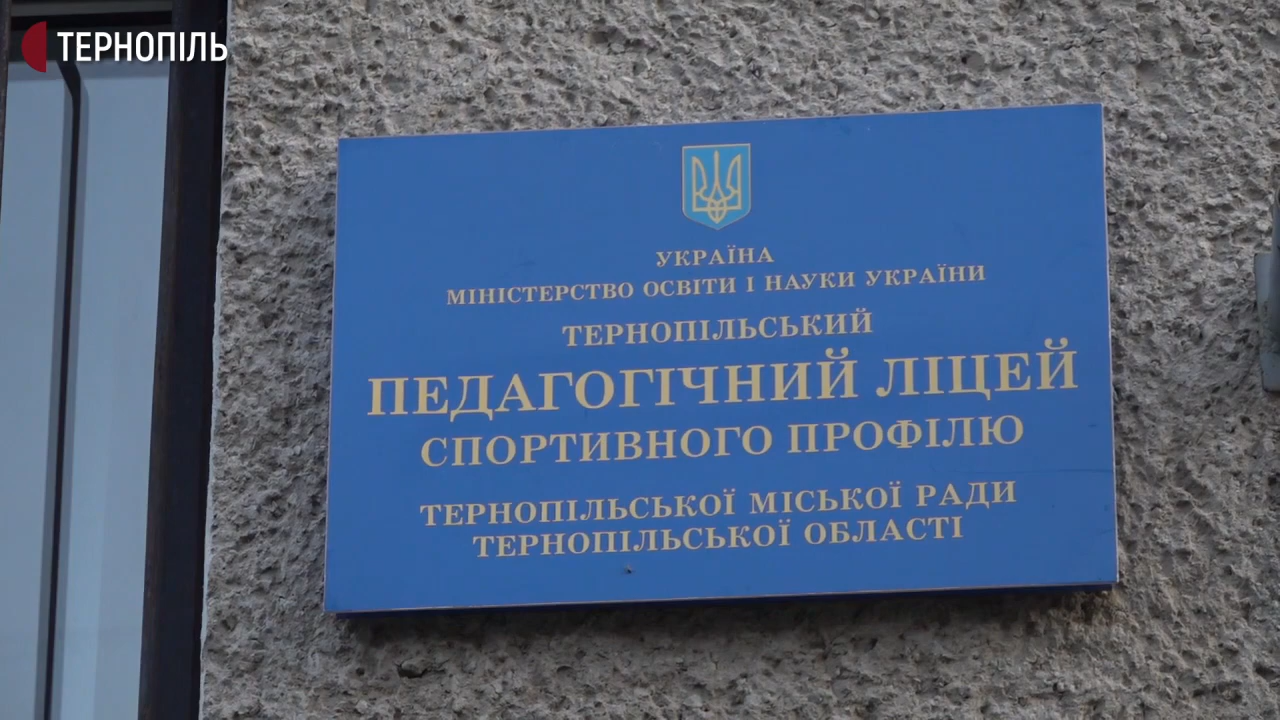 ТЕРНОПІЛЬ
УКРАЇНА
МІНІСТЕРСТВО ОСВІТИ І НАУКИ УКРАЇНИ
ТЕРНОПІЛЬСЬКИЙ
ПЕДАГОГІЧНИЙ ЛІЦЕЙ
СПОРТИВНОГО ПРОФІЛЮ
ТЕРНОПІЛЬСЬКОЇ МІСЬКОЇ РАДИ
ТЕРНОПІЛЬСЬКОЇ ОБЛАСТІ